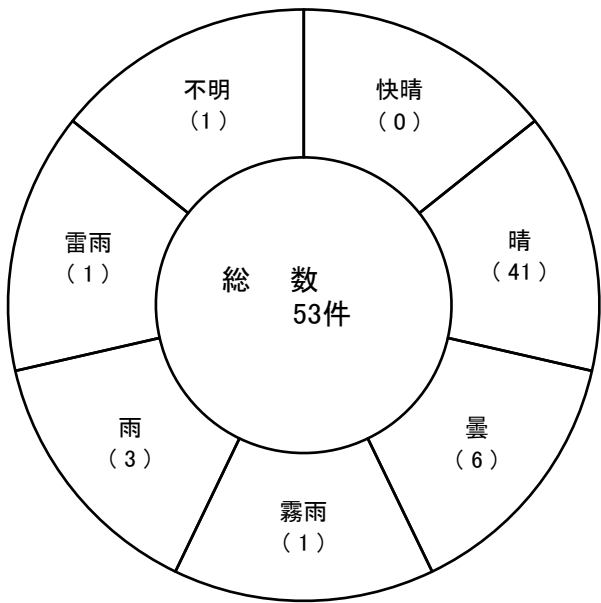 不明
(1)
快晴
(0)
雷雨
(1)
晴
(41)
総　数
53件
雨
(3)
曇
(6)
霧雨
(1)